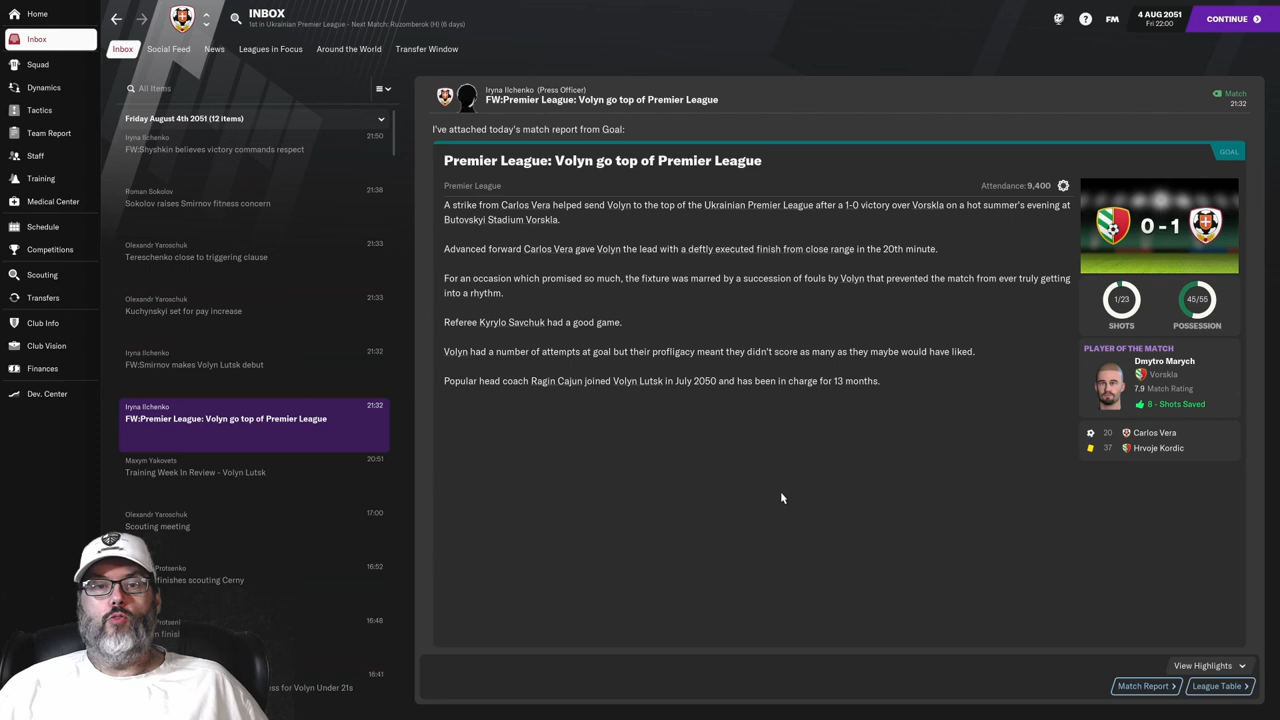 Home
Inbox
Squad
Dynamics
Tactics
Team Report
Staff
Training
Medical Center
Schedule
Competitions
Scouting
Transfers
Club Info
Club Vision
Finances
Dev. Center
INBOX
1st in Ukrainian Premier League - Next Match: Ruzomberok (H) (6 days)
? FM
4 AUG 2051
Fri 22:00
CONTINUE
Inbox Social Feed News Leagues in Focus Around the World Transfer Window
All Items
Friday August 4th 2051 (12 items)
Iryna Ilchenko 21:50
FW:Shyshkin believes victory commands respect
Roman Sokolov 21:38
Sokolov raises Smirnov fitness concern
Olexandr Yaroschuk 21:33
Tereschenko close to triggering clause
Olexandr Yaroschuk 21:33
Kuchynskyi set for pay increase
Iryna Ilchenko 21:32
FW:Smirnov makes Volyn Lutsk debut
Iryna Ilchenko 21:32
FW:Premier League: Volyn go top of Premier League
Maxym Yakovets 20:51
Training Week In Review - Volyn Lutsk
Olexandr Yaroschuk 17:00
Scouting meeting
Protsenko 16:52
finishes scouting Cerny
16:48
16:41
ss for Volyn Under 21s
Iryna Ilchenko (Press Officer)
FW:Premier League: Volyn go top of Premier League
Match
21:32
I've attached today's match report from Goal:
GOAL
Premier League: Volyn go top of Premier League
Premier League Attendance: 9,400
A strike from Carlos Vera helped send Volyn to the top of the Ukrainian Premier League after a 1-0 victory over Vorskla on a hot summer's evening at
Butovskyi Stadium Vorskla.
Advanced forward Carlos Vera gave Volyn the lead with a deftly executed finish from close range in the 20th minute.
For an occasion which promised so much, the fixture was marred by a succession of fouls by Volyn that prevented the match from ever truly getting
into a rhythm.
Referee Kyrylo Savchuk had a good game.
Volyn had a number of attempts at goal but their profligacy meant they didn't score as many as they maybe would have liked.
Popular head coach Ragin Cajun joined Volyn Lutsk in July 2050 and has been in charge for 13 months.
0 - 1
1/23 45/55
SHOTS POSSESSION
PLAYER OF THE MATCH
Dmytro Marych
Vorskla
7.9 Match Rating
8 - Shots Saved
20 Carlos Vera
37 Hrvoje Kordic
View Highlights
Match Report League Table